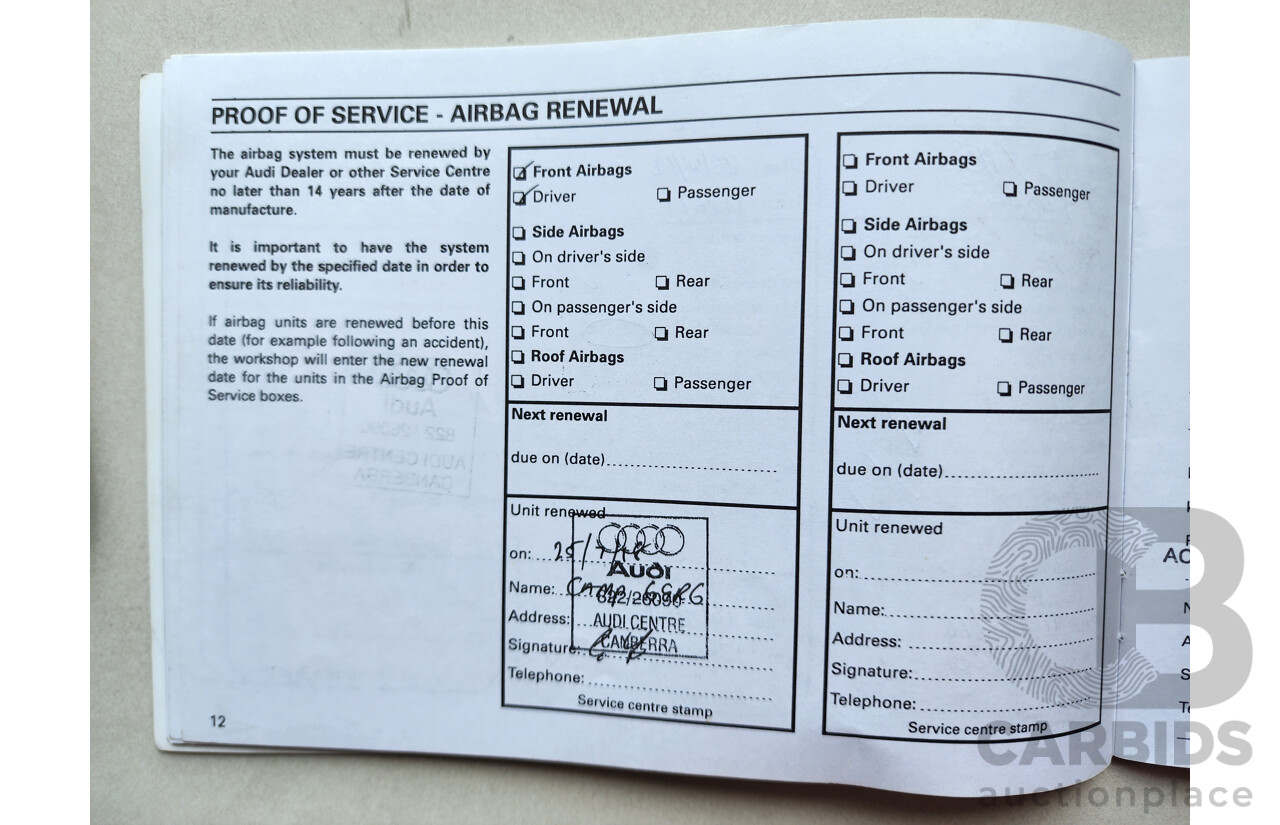 PROOF OF SERVICE - AIRBAG RENEWAL
The airbag system must be renewed by
your Audi Dealer or other Service Centre
no later than 14 years after the date of
manufacture.
It is important to have the system
renewed by the specified date in order to
ensure its reliability.
If airbag units are renewed before this
date (for example following an accident),
the workshop will enter the new renewal
date for the units in the Airbag Proof of
Service boxes.
12
Front Airbags
Driver Passenger
Side Airbags
On driver's side
Front Rear
On passenger's side
Front Rear
Roof Airbags
Driver Passenger
Next renewal
due on (date)
Unit renewed
on: 25/
Name:
Address:
Signature:
Telephone:
Audi
AUDI CENTRE
CANBERRA
Service centre stamp
Front Airbags
Driver Passenger
Side Airbags
On driver's side
Front Rear
On passenger's side
Front Rear
Roof Airbags
Driver Passenger
Next renewal
due on (date)
Unit renewed
on:
Name:
Address:
Signature:
Telephone:
Service centre stamp
CARBIDS
auctionplace